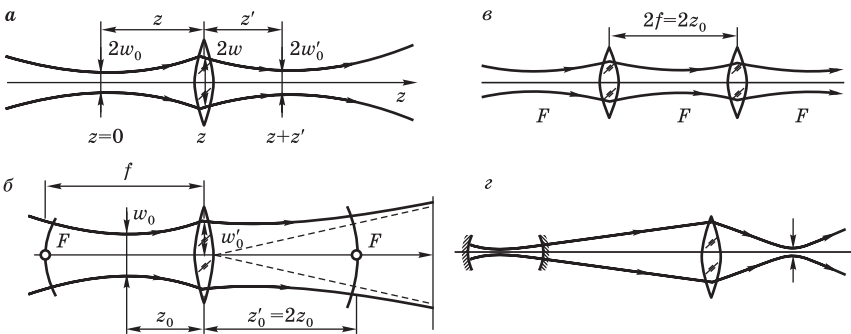 а
z
z′
2w₀
2w
2w′₀
z
z=0
z
z+z′
в
2f=2z₀
F
F
F
б
f
w₀
F
w′₀
F
z₀
z′₀=2z₀
г